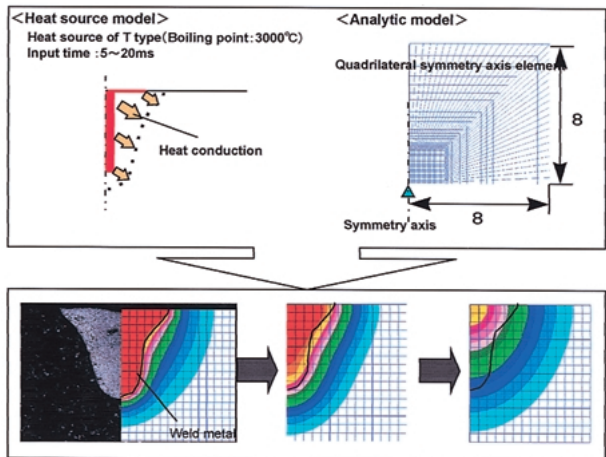 <Heat source model>
Heat source of T type(Boiling point:3000℃)
Input time :5～20ms
Heat conduction
<Analytic model>
Quadrilateral symmetry axis element
8
8
Symmetry axis
Weld metal